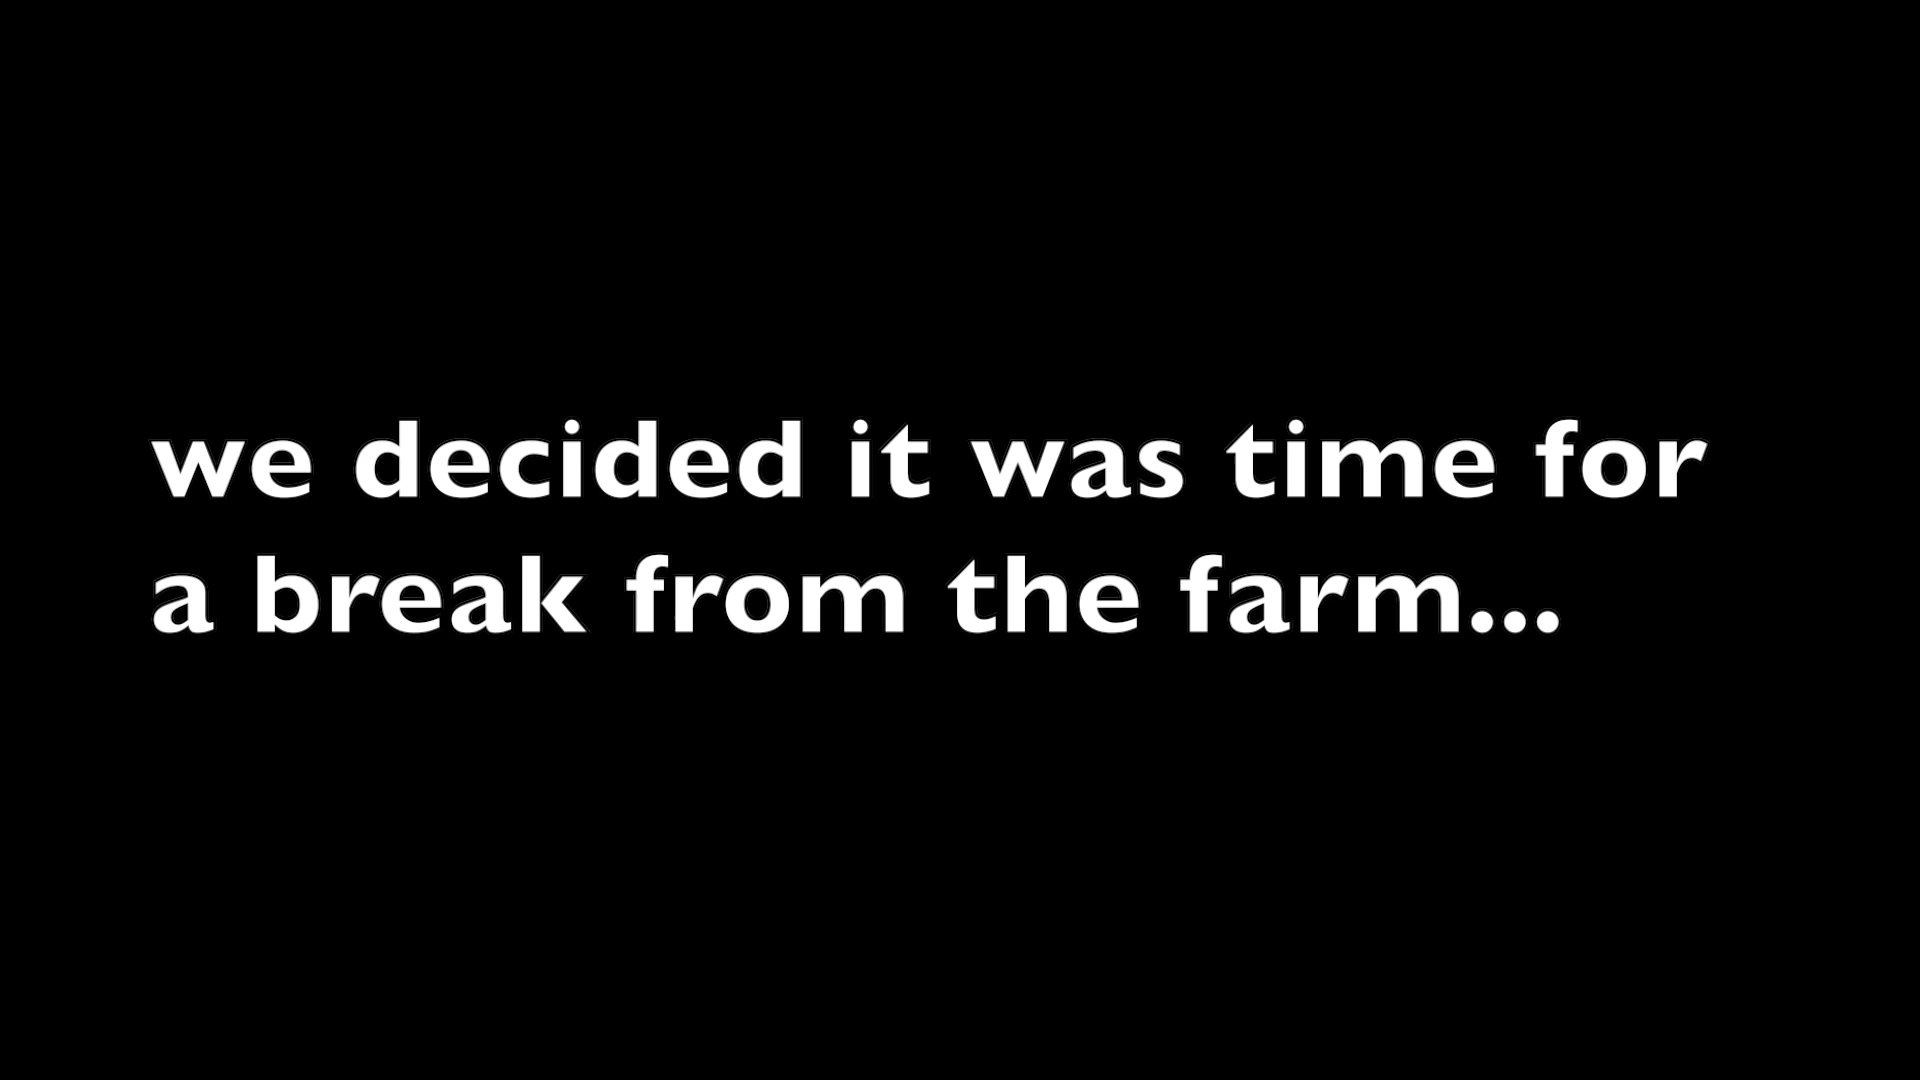 we decided it was time for
a break from the farm...